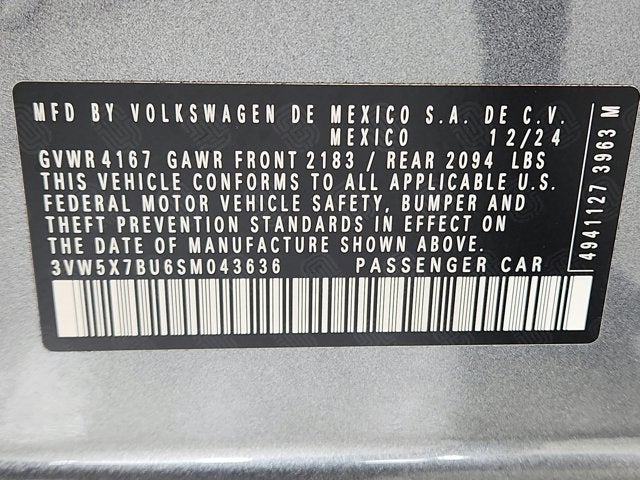 MFD BY VOLKSWAGEN DE MEXICO S.A. DE C.V.
MEXICO 12/24
GVWR 4167 GAWR FRONT 2183 / REAR 2094 LBS
THIS VEHICLE CONFORMS TO ALL APPLICABLE U.S.
FEDERAL MOTOR VEHICLE SAFETY, BUMPER AND
THEFT PREVENTION STANDARDS IN EFFECT ON
THE DATE OF MANUFACTURE SHOWN ABOVE.
3VW5X7BU6SM043636 PASSENGER CAR
4941127 3963 M